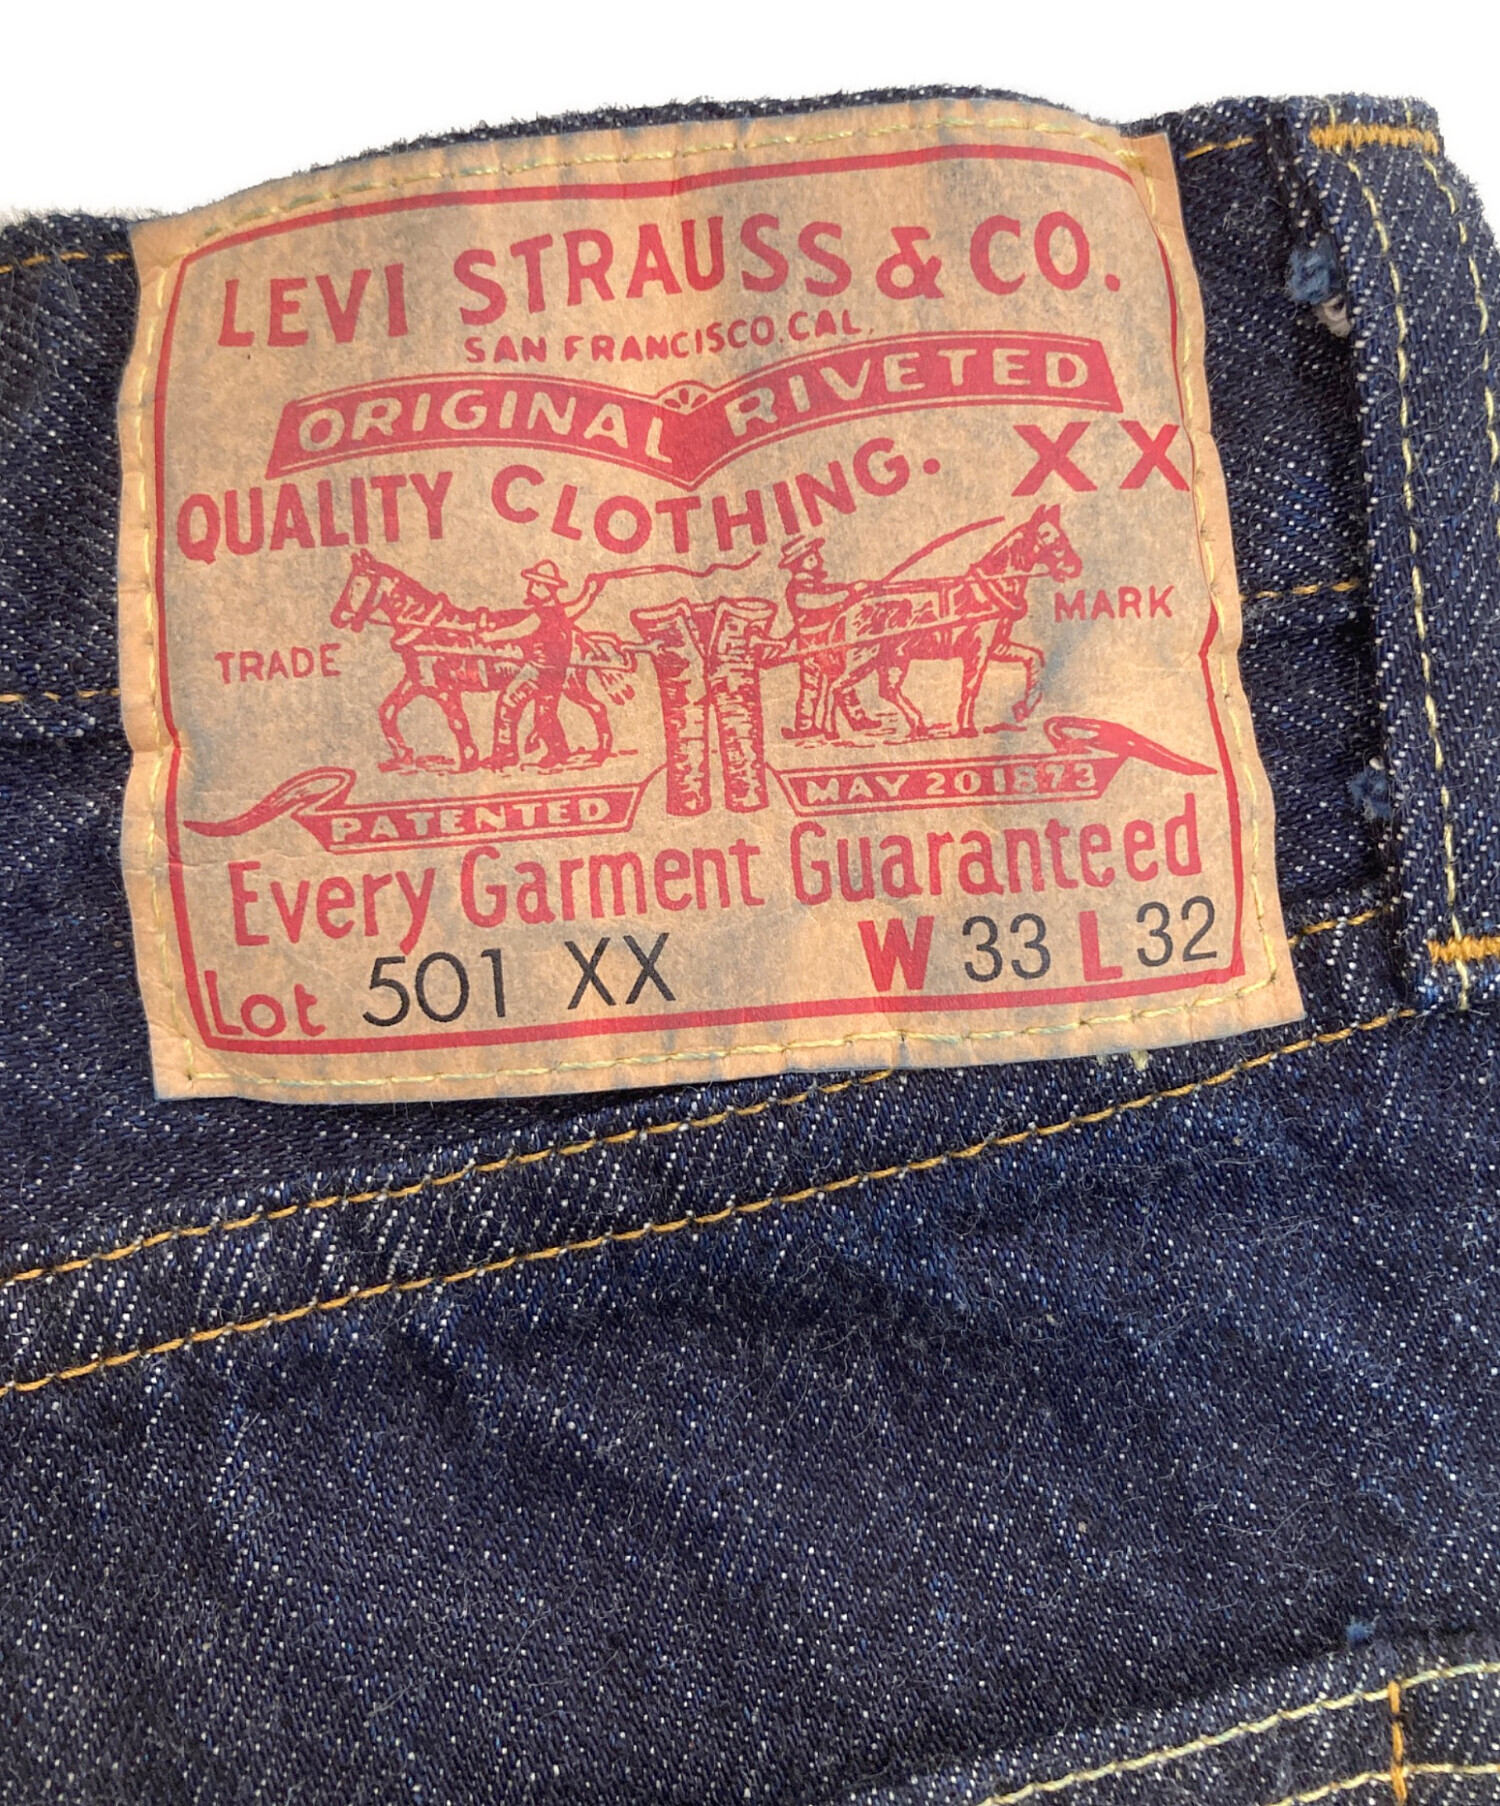 LEVI STRAUSS & CO.
SAN FRANCISCO, CAL.
ORIGINAL RIVETED
QUALITY CLOTHING. XX
TRADE MARK
PATENTED MAY 20 1873
Every Garment Guaranteed
Lot 501 XX W 33 L 32